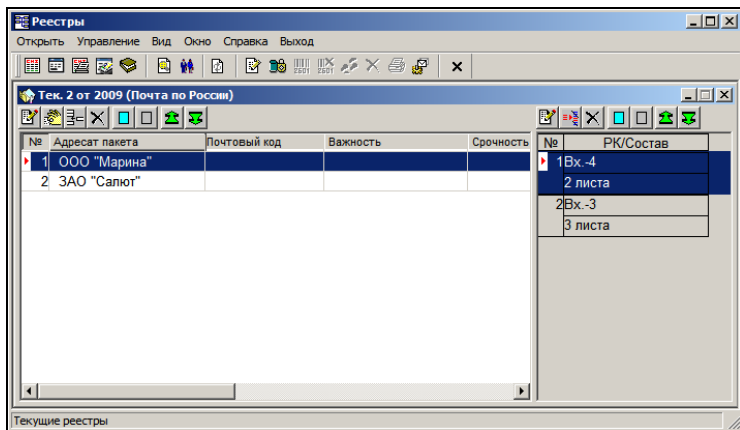 Реестры
Открыть Управление Вид Окно Справка Выход
Тек. 2 от 2009 (Почта по России)
№ Адресат пакета Почтовый код Важность Срочность
1 ООО "Марина"
2 ЗАО "Салют"
№ РК/Состав
1 Вх.-4
2 листа
2 Вх.-3
3 листа
Текущие реестры